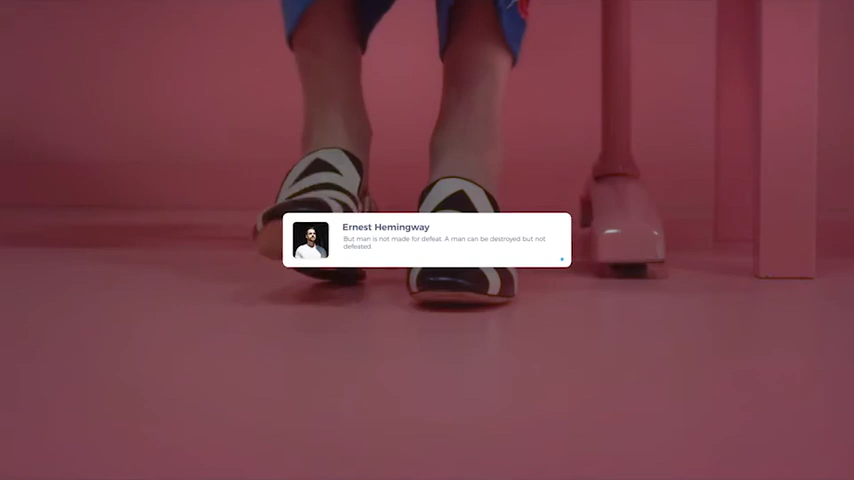 Ernest Hemingway
But man is not made for defeat. A man can be destroyed but not
defeated.